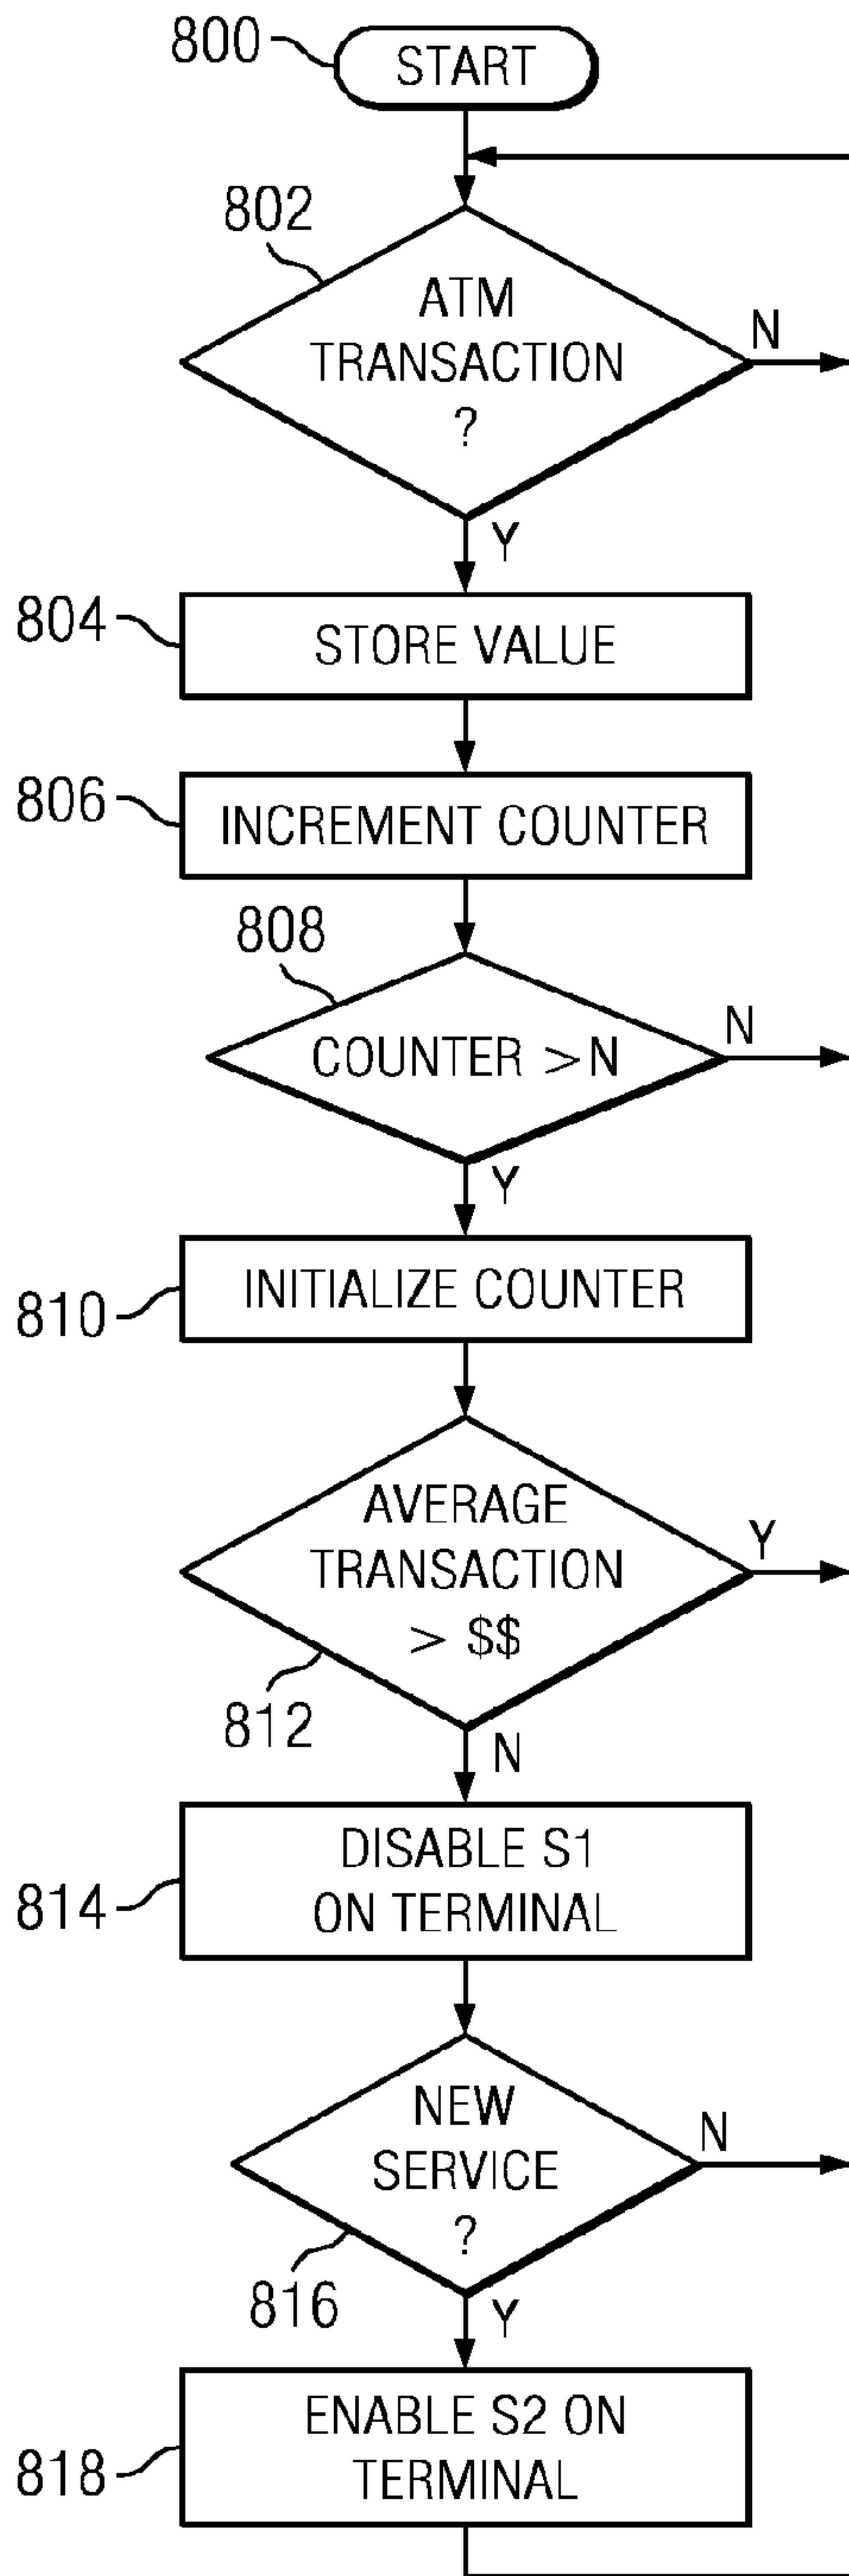 800
START
802
ATM
TRANSACTION
?
N
Y
804
STORE VALUE
806
INCREMENT COUNTER
808
COUNTER >N
N
Y
810
INITIALIZE COUNTER
AVERAGE
TRANSACTION
> $$
Y
812
N
814
DISABLE S1
ON TERMINAL
NEW
SERVICE
?
N
816
Y
818
ENABLE S2 ON
TERMINAL